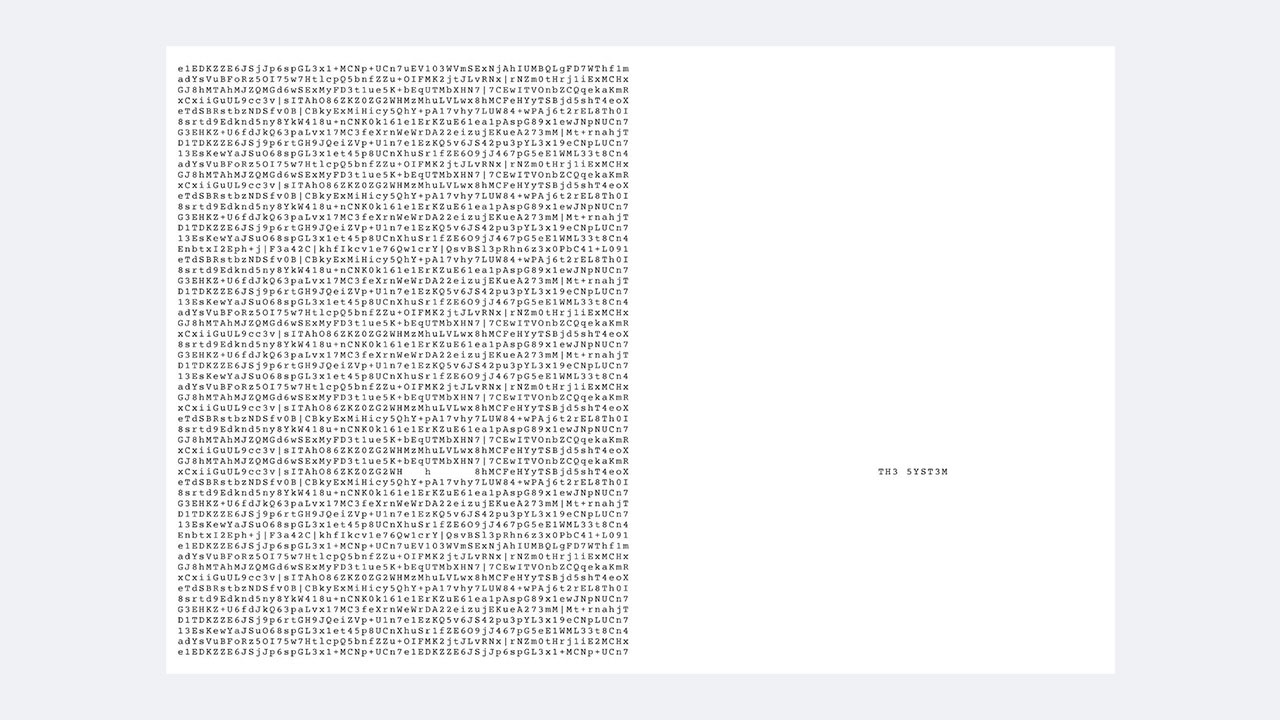 e1EDKZZE6JSjJp6spGL3x1+MCNp+UCn7uEV103WVmSExNjAhIUMBQLgFD7WThf1m
adYsVuBFoRz5OI75w7HtlcpQ5bnfZZu+OIFMK2jtJLvRNx|rNZm0tHrj1iExMCHx
GJ8hMTAhMJZQMGd6wSExMyFD3t1ue5K+bEqUTMbXHN7|7CEwITVOnbZCQqekaKmR
xCxiiGuUL9cc3v|sITAhO86ZKZ0ZG2WHMzMhuLVLwx8hMCFeHYyTSBjd5shT4eoX
eTdSBRstbzNDSfv0B|CBkyExMiHicy5QhY+pA17vhy7LUW84+wPAj6t2rEL8Th0I
8srtd9Edknd5ny8YkW418u+nCNK0k161e1ErKZuE61ea1pAspG89x1ewJNpNUCn7
G3EHKZ+U6fdJkQ63paLvx17MC3feXrnWeWrDA22eizujEKueA273mM|Mt+rnahjT
D1TDKZZE6JSj9p6rtGH9JQeiZVp+U1n7e1EzKQ5v6JS42pu3pYL3x19eCNpLUCn7
13EsKewYaJSuO68spGL3x1et45p8UCnXhuSr1fZE6O9jJ467pG5eE1WML33t8Cn4
adYsVuBFoRz5OI75w7HtlcpQ5bnfZZu+OIFMK2jtJLvRNx|rNZm0tHrj1iExMCHx
GJ8hMTAhMJZQMGd6wSExMyFD3t1ue5K+bEqUTMbXHN7|7CEwITVOnbZCQqekaKmR
xCxiiGuUL9cc3v|sITAhO86ZKZ0ZG2WHMzMhuLVLwx8hMCFeHYyTSBjd5shT4eoX
eTdSBRstbzNDSfv0B|CBkyExMiHicy5QhY+pA17vhy7LUW84+wPAj6t2rEL8Th0I
8srtd9Edknd5ny8YkW418u+nCNK0k161e1ErKZuE61ea1pAspG89x1ewJNpNUCn7
G3EHKZ+U6fdJkQ63paLvx17MC3feXrnWeWrDA22eizujEKueA273mM|Mt+rnahjT
D1TDKZZE6JSj9p6rtGH9JQeiZVp+U1n7e1EzKQ5v6JS42pu3pYL3x19eCNpLUCn7
13EsKewYaJSuO68spGL3x1et45p8UCnXhuSr1fZE6O9jJ467pG5eE1WML33t8Cn4
EnbtxI2Eph+j|F3a42C|khfIkcv1e76Qw1crY|QsvBSl3pRhn6z3x0PbC41+L091
eTdSBRstbzNDSfv0B|CBkyExMiHicy5QhY+pA17vhy7LUW84+wPAj6t2rEL8Th0I
8srtd9Edknd5ny8YkW418u+nCNK0k161e1ErKZuE61ea1pAspG89x1ewJNpNUCn7
G3EHKZ+U6fdJkQ63paLvx17MC3feXrnWeWrDA22eizujEKueA273mM|Mt+rnahjT
D1TDKZZE6JSj9p6rtGH9JQeiZVp+U1n7e1EzKQ5v6JS42pu3pYL3x19eCNpLUCn7
13EsKewYaJSuO68spGL3x1et45p8UCnXhuSr1fZE6O9jJ467pG5eE1WML33t8Cn4
adYsVuBFoRz5OI75w7HtlcpQ5bnfZZu+OIFMK2jtJLvRNx|rNZm0tHrj1iExMCHx
GJ8hMTAhMJZQMGd6wSExMyFD3t1ue5K+bEqUTMbXHN7|7CEwITVOnbZCQqekaKmR
xCxiiGuUL9cc3v|sITAhO86ZKZ0ZG2WHMzMhuLVLwx8hMCFeHYyTSBjd5shT4eoX
8srtd9Edknd5ny8YkW418u+nCNK0k161e1ErKZuE61ea1pAspG89x1ewJNpNUCn7
G3EHKZ+U6fdJkQ63paLvx17MC3feXrnWeWrDA22eizujEKueA273mM|Mt+rnahjT
D1TDKZZE6JSj9p6rtGH9JQeiZVp+U1n7e1EzKQ5v6JS42pu3pYL3x19eCNpLUCn7
13EsKewYaJSuO68spGL3x1et45p8UCnXhuSr1fZE6O9jJ467pG5eE1WML33t8Cn4
adYsVuBFoRz5OI75w7HtlcpQ5bnfZZu+OIFMK2jtJLvRNx|rNZm0tHrj1iExMCHx
GJ8hMTAhMJZQMGd6wSExMyFD3t1ue5K+bEqUTMbXHN7|7CEwITVOnbZCQqekaKmR
xCxiiGuUL9cc3v|sITAhO86ZKZ0ZG2WHMzMhuLVLwx8hMCFeHYyTSBjd5shT4eoX
eTdSBRstbzNDSfv0B|CBkyExMiHicy5QhY+pA17vhy7LUW84+wPAj6t2rEL8Th0I
8srtd9Edknd5ny8YkW418u+nCNK0k161e1ErKZuE61ea1pAspG89x1ewJNpNUCn7
GJ8hMTAhMJZQMGd6wSExMyFD3t1ue5K+bEqUTMbXHN7|7CEwITVOnbZCQqekaKmR
xCxiiGuUL9cc3v|sITAhO86ZKZ0ZG2WHMzMhuLVLwx8hMCFeHYyTSBjd5shT4eoX
GJ8hMTAhMJZQMGd6wSExMyFD3t1ue5K+bEqUTMbXHN7|7CEwITVOnbZCQqekaKmR
xCxiiGuUL9cc3v|sITAhO86ZKZ0ZG2WH h 8hMCFeHYyTSBjd5shT4eoX TH3 5YST3M
eTdSBRstbzNDSfv0B|CBkyExMiHicy5QhY+pA17vhy7LUW84+wPAj6t2rEL8Th0I
8srtd9Edknd5ny8YkW418u+nCNK0k161e1ErKZuE61ea1pAspG89x1ewJNpNUCn7
G3EHKZ+U6fdJkQ63paLvx17MC3feXrnWeWrDA22eizujEKueA273mM|Mt+rnahjT
D1TDKZZE6JSj9p6rtGH9JQeiZVp+U1n7e1EzKQ5v6JS42pu3pYL3x19eCNpLUCn7
13EsKewYaJSuO68spGL3x1et45p8UCnXhuSr1fZE6O9jJ467pG5eE1WML33t8Cn4
EnbtxI2Eph+j|F3a42C|khfIkcv1e76Qw1crY|QsvBSl3pRhn6z3x0PbC41+L091
e1EDKZZE6JSjJp6spGL3x1+MCNp+UCn7uEV103WVmSExNjAhIUMBQLgFD7WThf1m
adYsVuBFoRz5OI75w7HtlcpQ5bnfZZu+OIFMK2jtJLvRNx|rNZm0tHrj1iExMCHx
GJ8hMTAhMJZQMGd6wSExMyFD3t1ue5K+bEqUTMbXHN7|7CEwITVOnbZCQqekaKmR
xCxiiGuUL9cc3v|sITAhO86ZKZ0ZG2WHMzMhuLVLwx8hMCFeHYyTSBjd5shT4eoX
eTdSBRstbzNDSfv0B|CBkyExMiHicy5QhY+pA17vhy7LUW84+wPAj6t2rEL8Th0I
8srtd9Edknd5ny8YkW418u+nCNK0k161e1ErKZuE61ea1pAspG89x1ewJNpNUCn7
G3EHKZ+U6fdJkQ63paLvx17MC3feXrnWeWrDA22eizujEKueA273mM|Mt+rnahjT
D1TDKZZE6JSj9p6rtGH9JQeiZVp+U1n7e1EzKQ5v6JS42pu3pYL3x19eCNpLUCn7
13EsKewYaJSuO68spGL3x1et45p8UCnXhuSr1fZE6O9jJ467pG5eE1WML33t8Cn4
adYsVuBFoRz5OI75w7HtlcpQ5bnfZZu+OIFMK2jtJLvRNx|rNZm0tHrj1iE2MCHx
e1EDKZZE6JSjJp6spGL3x1+MCNp+UCn7e1EDKZZE6JSjJp6spGL3x1+MCNp+UCn7